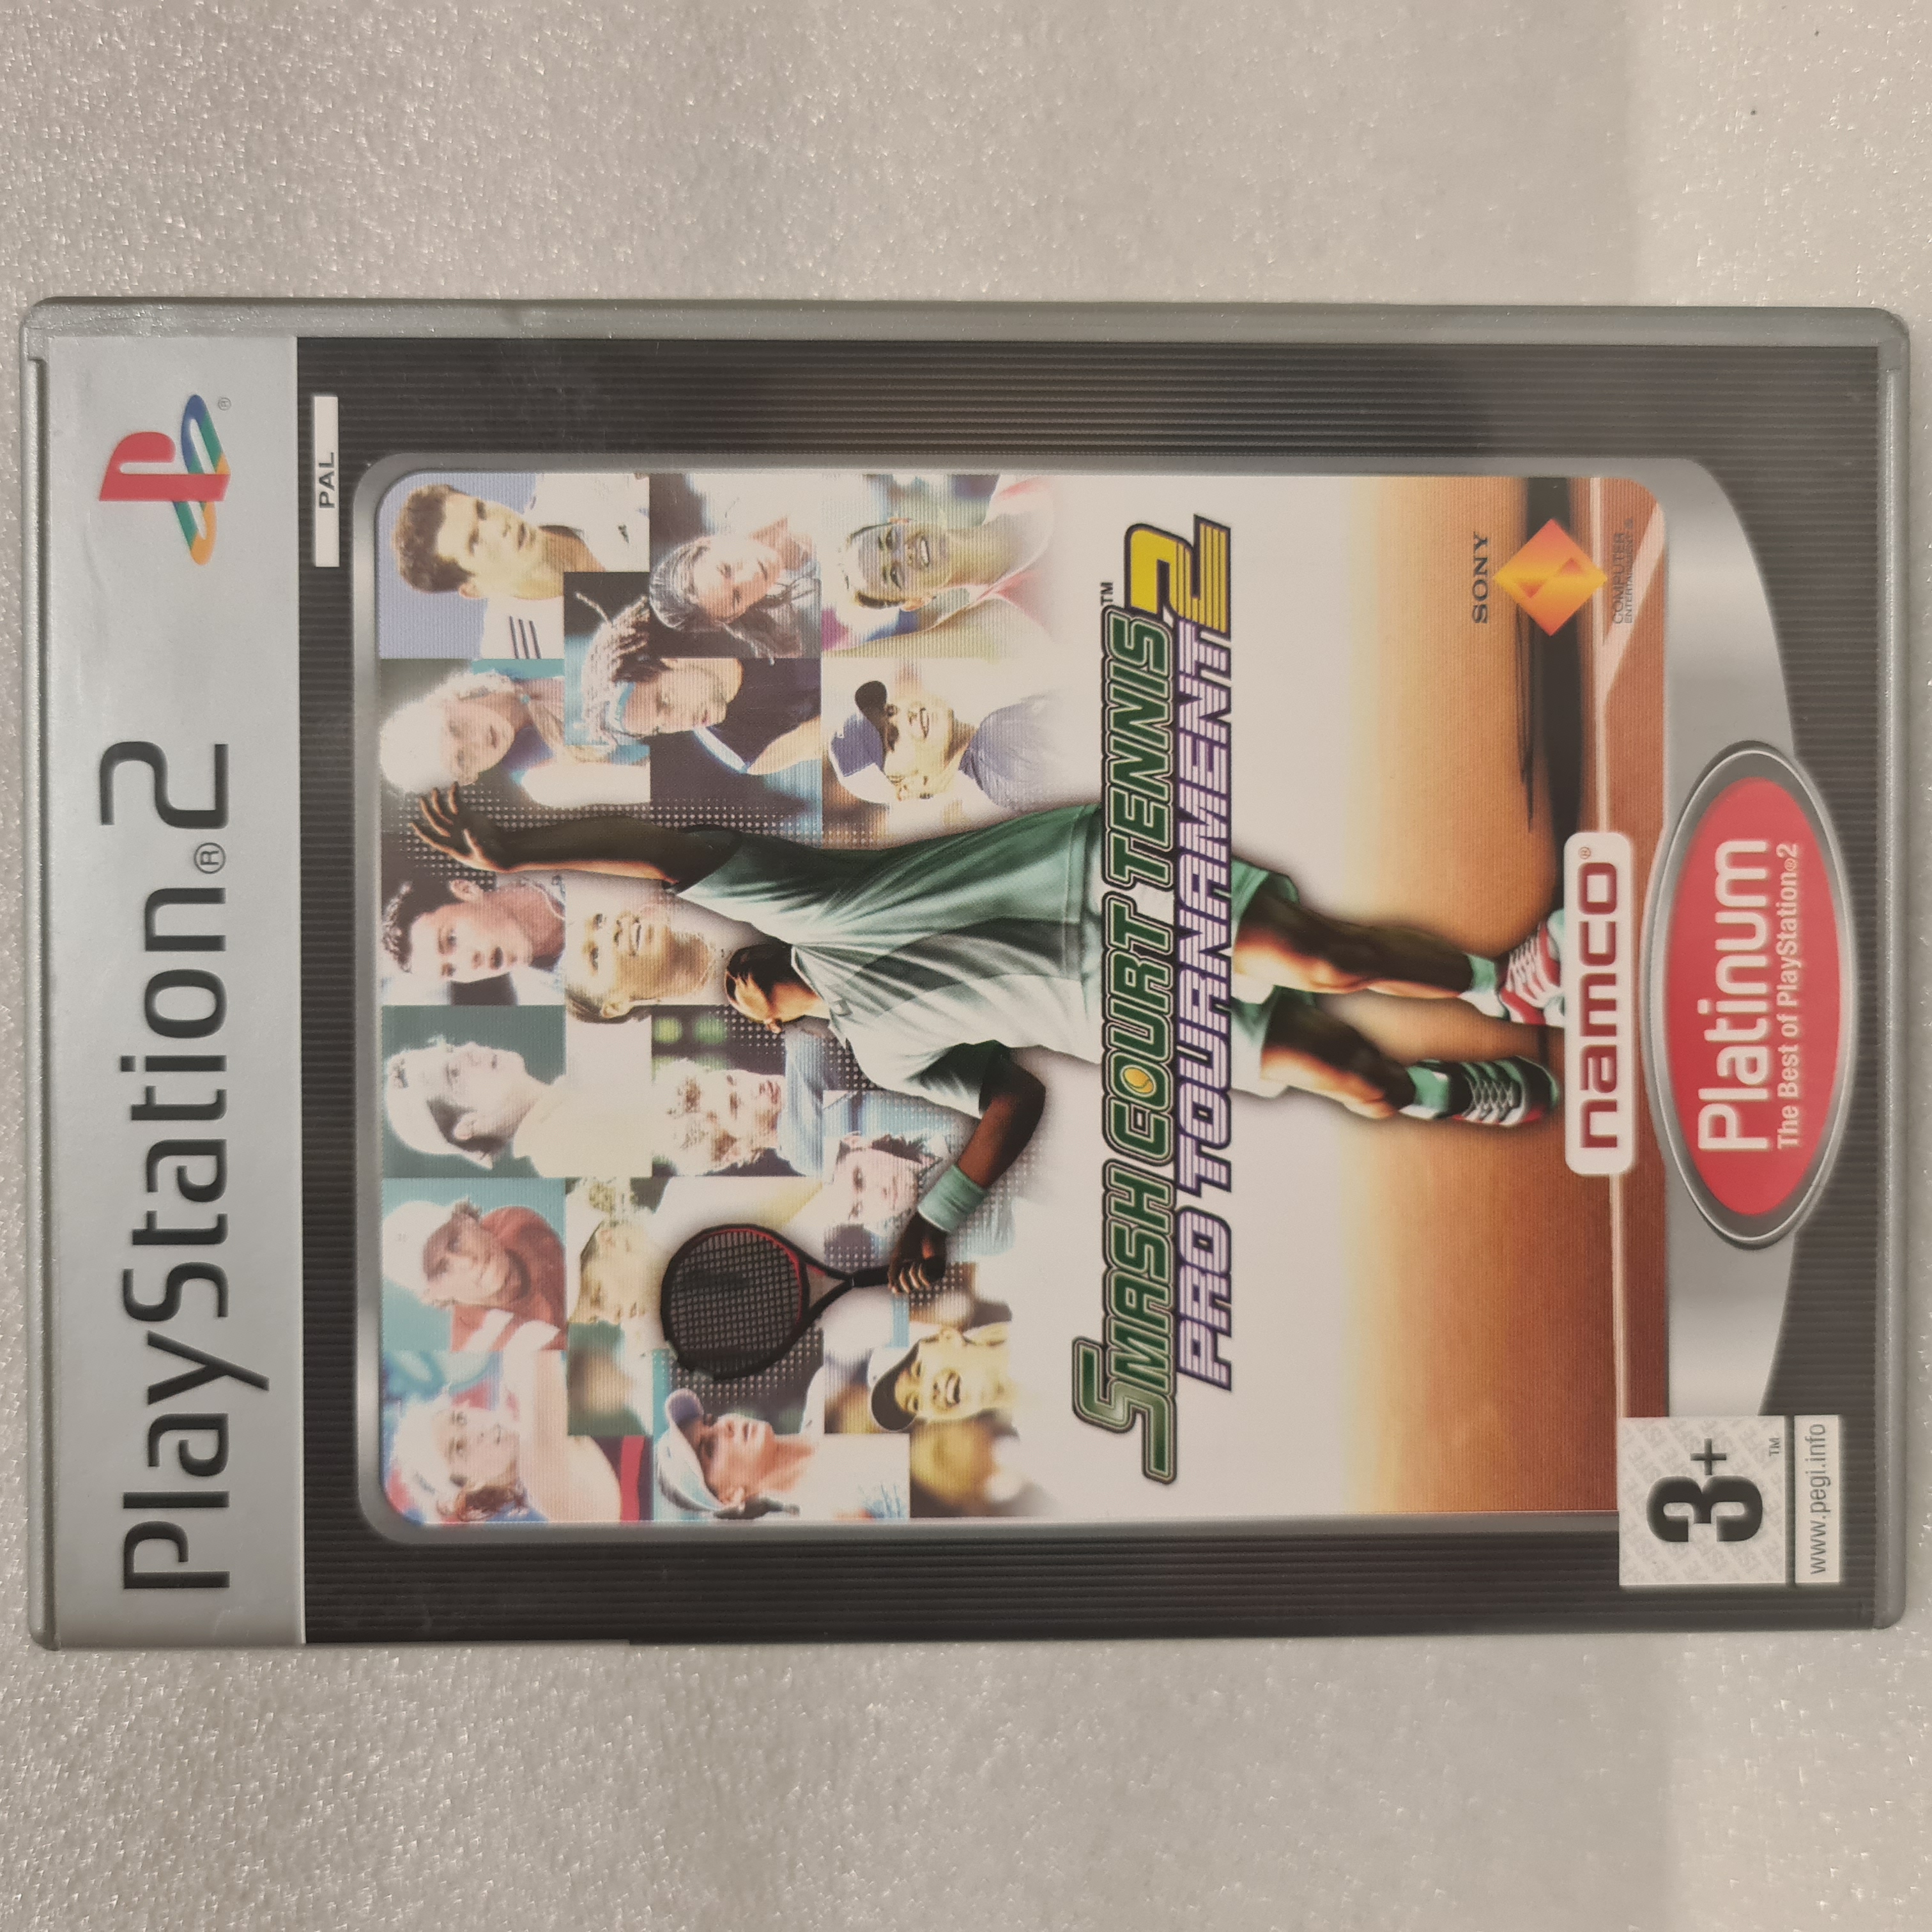 PlayStation®2
PAL
®
SMASH COURT TENNIS™
PRO TOURNAMENT 2
SONY
COMPUTER
ENTERTAINMENT®
namco®
3+
™
www.pegi.info
Platinum
The Best of PlayStation®2